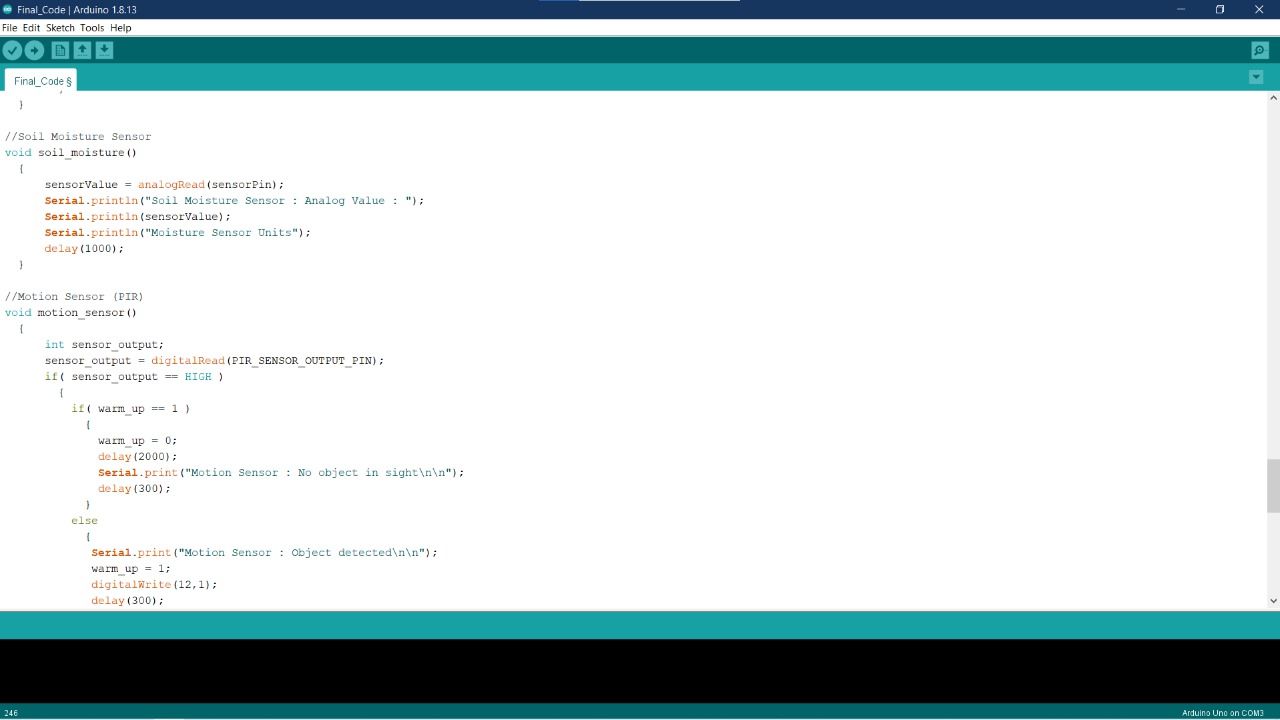 Final_Code | Arduino 1.8.13
File Edit Sketch Tools Help
Final_Code §
}
//Soil Moisture Sensor
void soil_moisture()
{
sensorValue = analogRead(sensorPin);
Serial.println("Soil Moisture Sensor : Analog Value : ");
Serial.println(sensorValue);
Serial.println("Moisture Sensor Units");
delay(1000);
}
//Motion Sensor (PIR)
void motion_sensor()
{
int sensor_output;
sensor_output = digitalRead(PIR_SENSOR_OUTPUT_PIN);
if( sensor_output == HIGH )
{
if( warm_up == 1 )
{
warm_up = 0;
delay(2000);
Serial.print("Motion Sensor : No object in sight\n\n");
delay(300);
}
else
{
Serial.print("Motion Sensor : Object detected\n\n");
warm_up = 1;
digitalWrite(12,1);
delay(300);
246
Arduino Uno on COM3